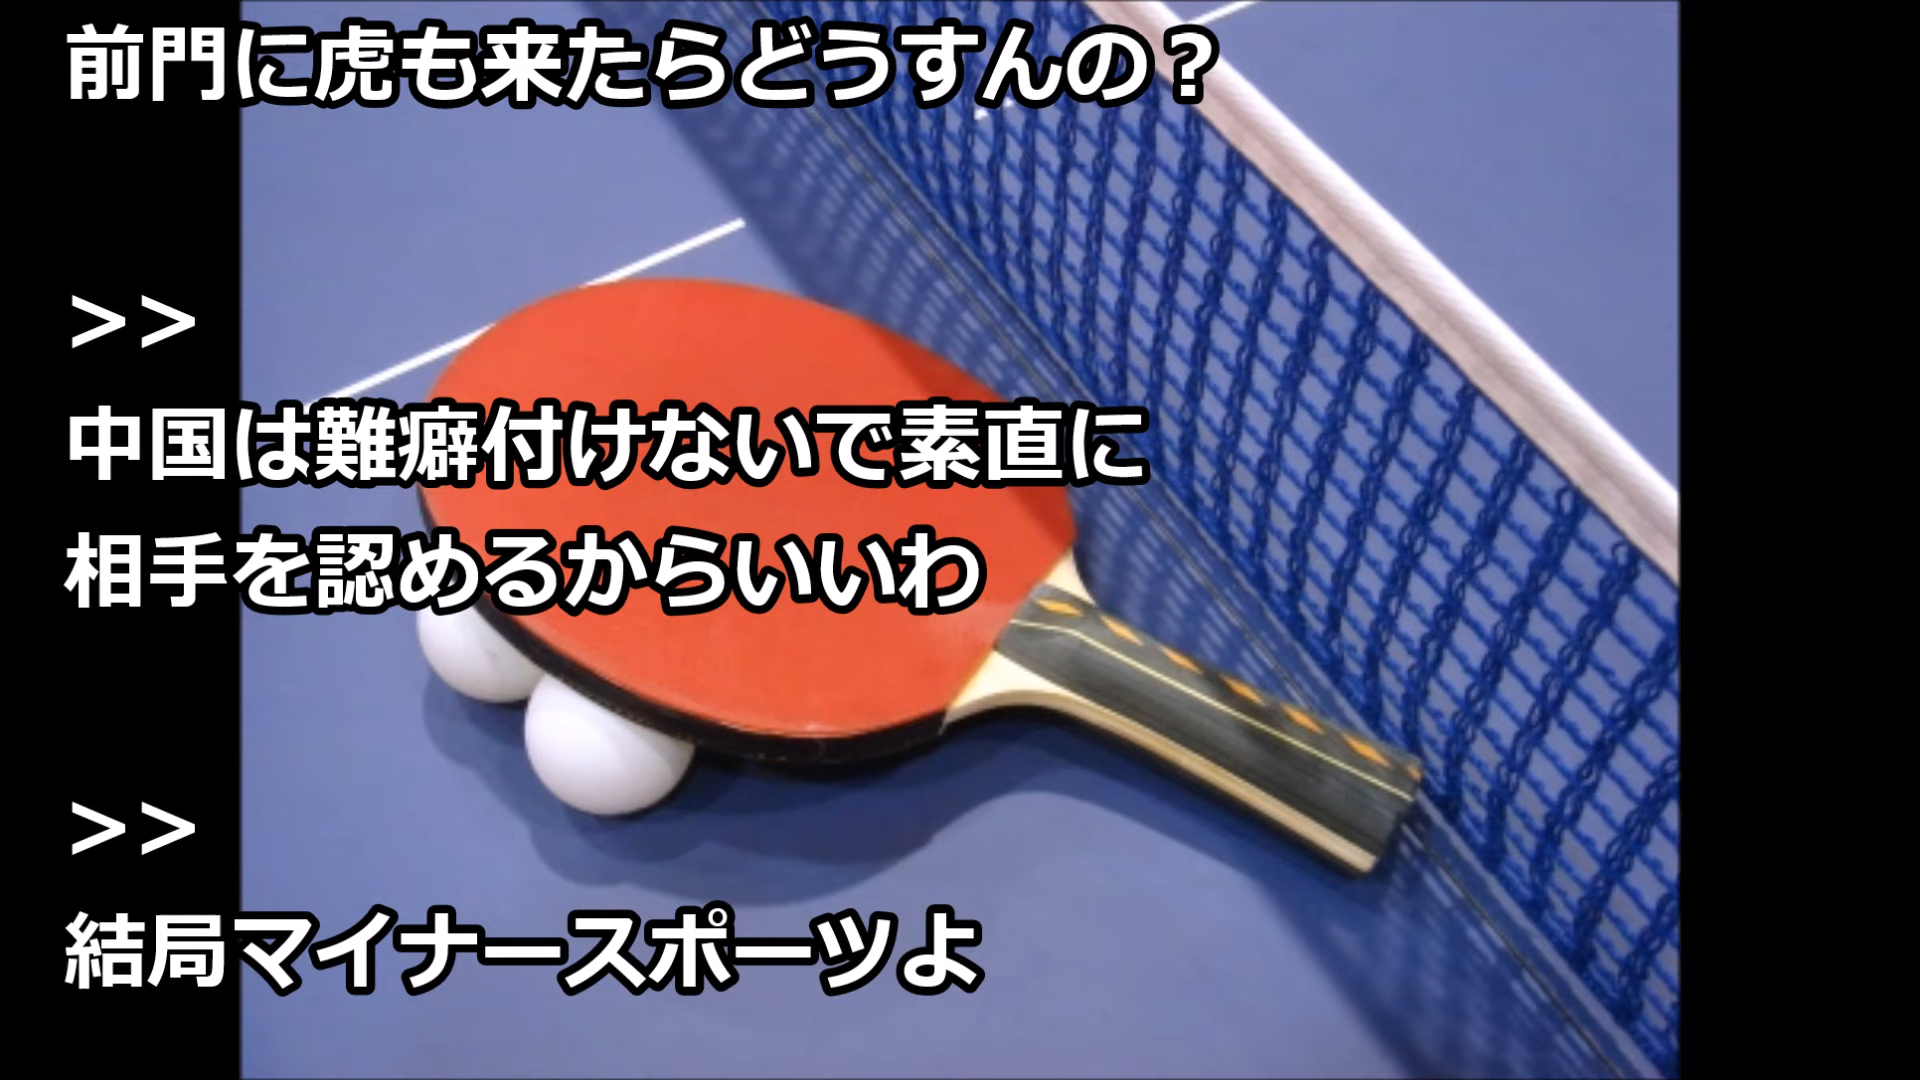 前門に虎も来たらどうすんの？
>>
中国は難癖付けないで素直に
相手を認めるからいいわ
>>
結局マイナースポーツよ